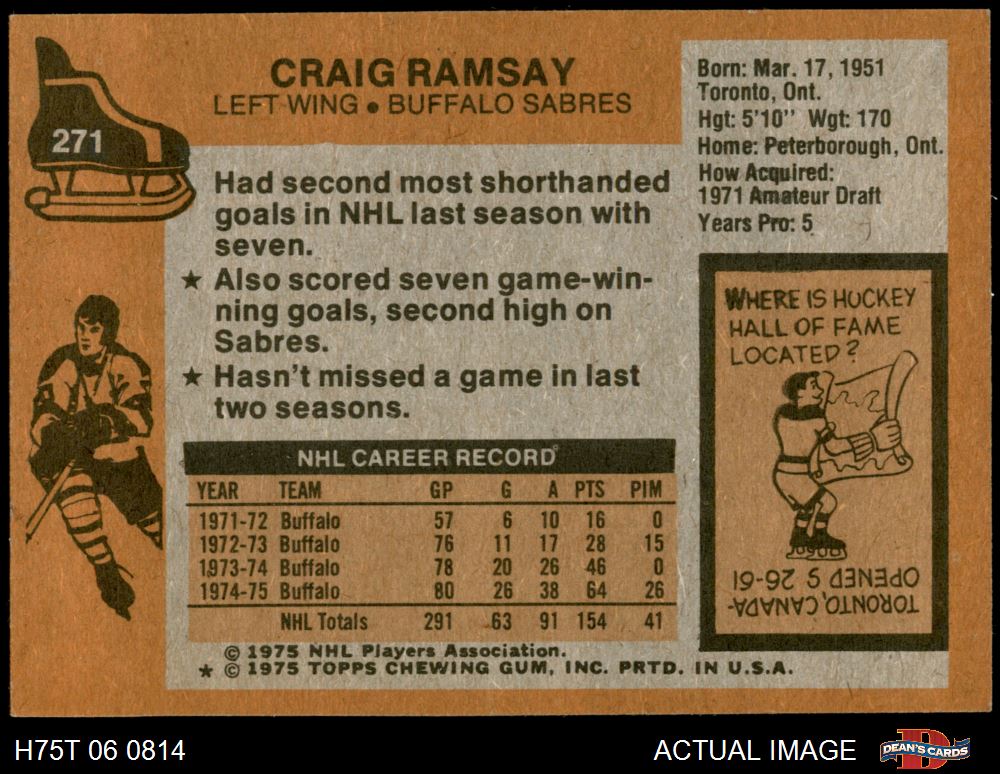 271
CRAIG RAMSAY
LEFT WING • BUFFALO SABRES
Born: Mar. 17, 1951
Toronto, Ont.
Hgt: 5'10" Wgt: 170
Home: Peterborough, Ont.
How Acquired:
1971 Amateur Draft
Years Pro: 5
Had second most shorthanded
goals in NHL last season with
seven.
★ Also scored seven game-win-
ning goals, second high on
Sabres.
★ Hasn't missed a game in last
two seasons.
WHERE IS HOCKEY
HALL OF FAME
LOCATED?
TORONTO, CANADA-
OPENED 5-26-61
NHL CAREER RECORD
YEAR TEAM GP G A PTS PIM
1971-72 Buffalo 57 6 10 16 0
1972-73 Buffalo 76 11 17 28 15
1973-74 Buffalo 78 20 26 46 0
1974-75 Buffalo 80 26 38 64 26
NHL Totals 291 63 91 154 41
© 1975 NHL Players Association.
★ © 1975 TOPPS CHEWING GUM, INC. PRTD. IN U.S.A.
H75T 06 0814
ACTUAL IMAGE
DEAN'S CARDS